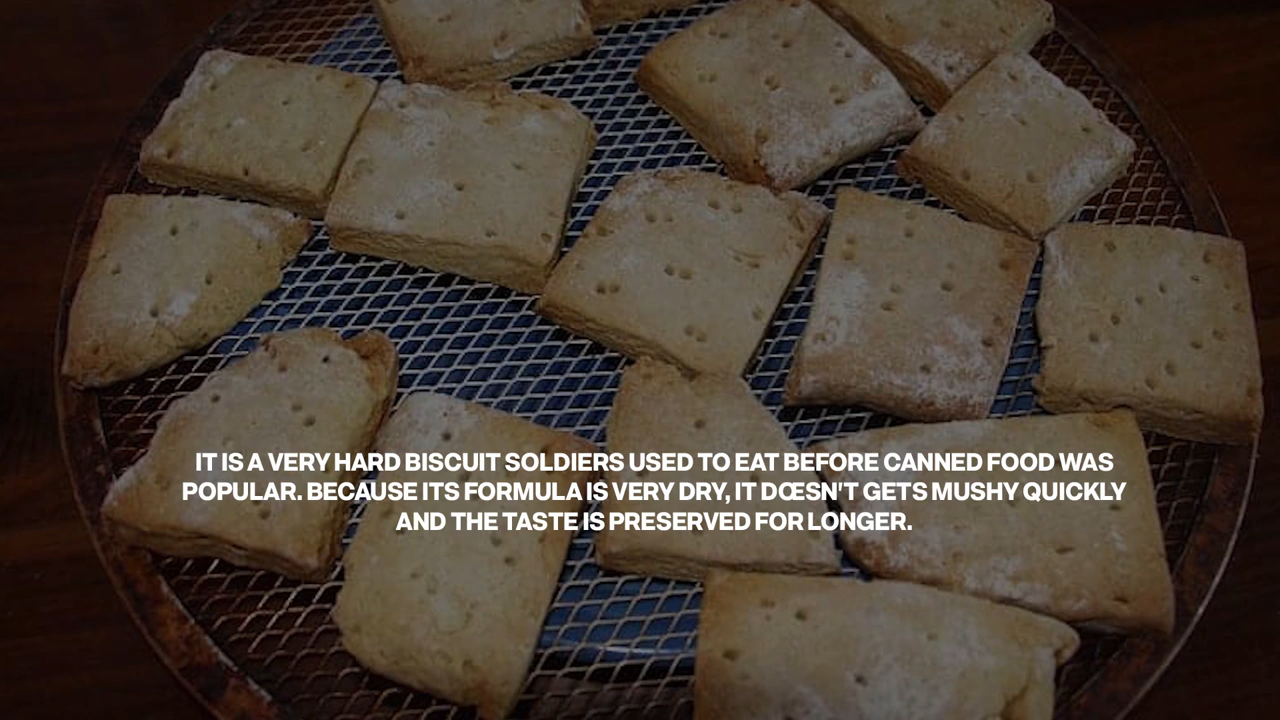 IT IS A VERY HARD BISCUIT SOLDIERS USED TO EAT BEFORE CANNED FOOD WAS
POPULAR. BECAUSE ITS FORMULA IS VERY DRY, IT DŒSN'T GETS MUSHY QUICKLY
AND THE TASTE IS PRESERVED FOR LONGER.